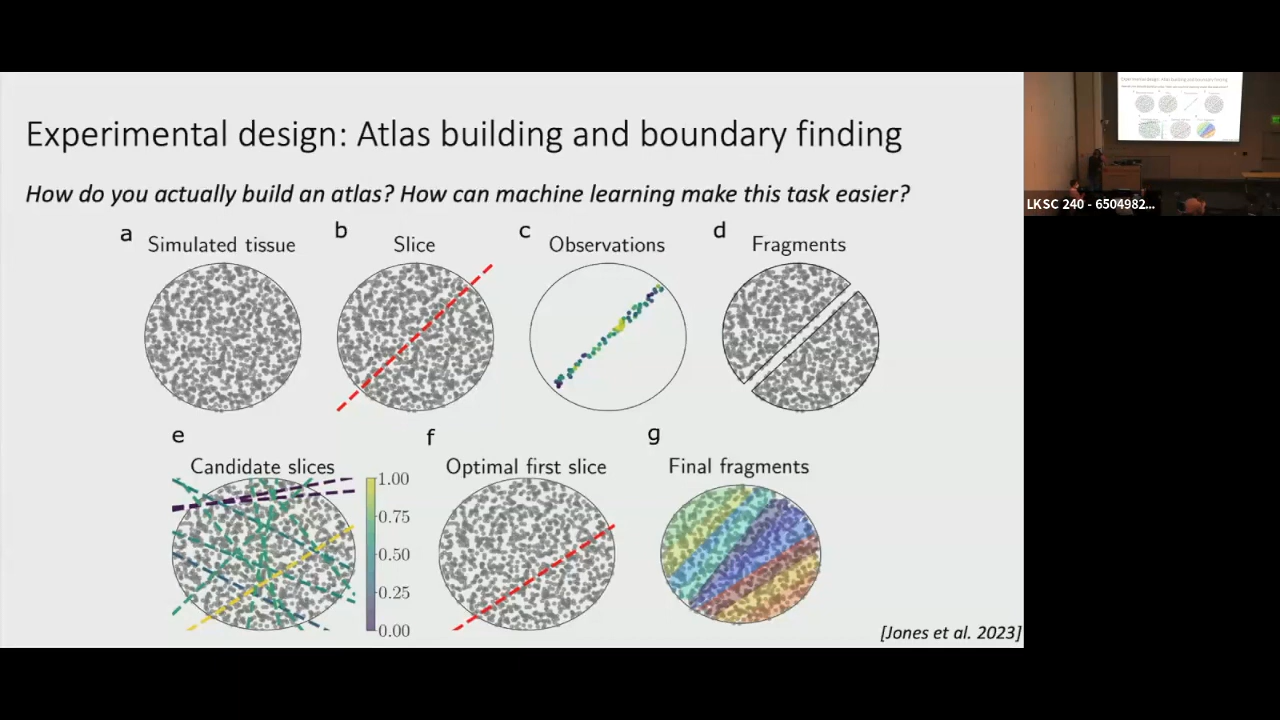 Experimental design: Atlas building and boundary finding
How do you actually build an atlas? How can machine learning make this task easier?
a
Simulated tissue
b
Slice
c
Observations
d
Fragments
e
Candidate slices
1.00
0.75
0.50
0.25
0.00
f
Optimal first slice
g
Final fragments
[Jones et al. 2023]
LKSC 240 - 6504982...